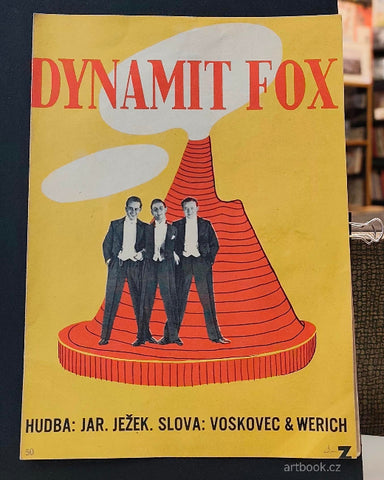 DYNAMIT FOX
HUDBA: JAR. JEŽEK. SLOVA: VOSKOVEC & WERICH
50
Z
artbook.cz